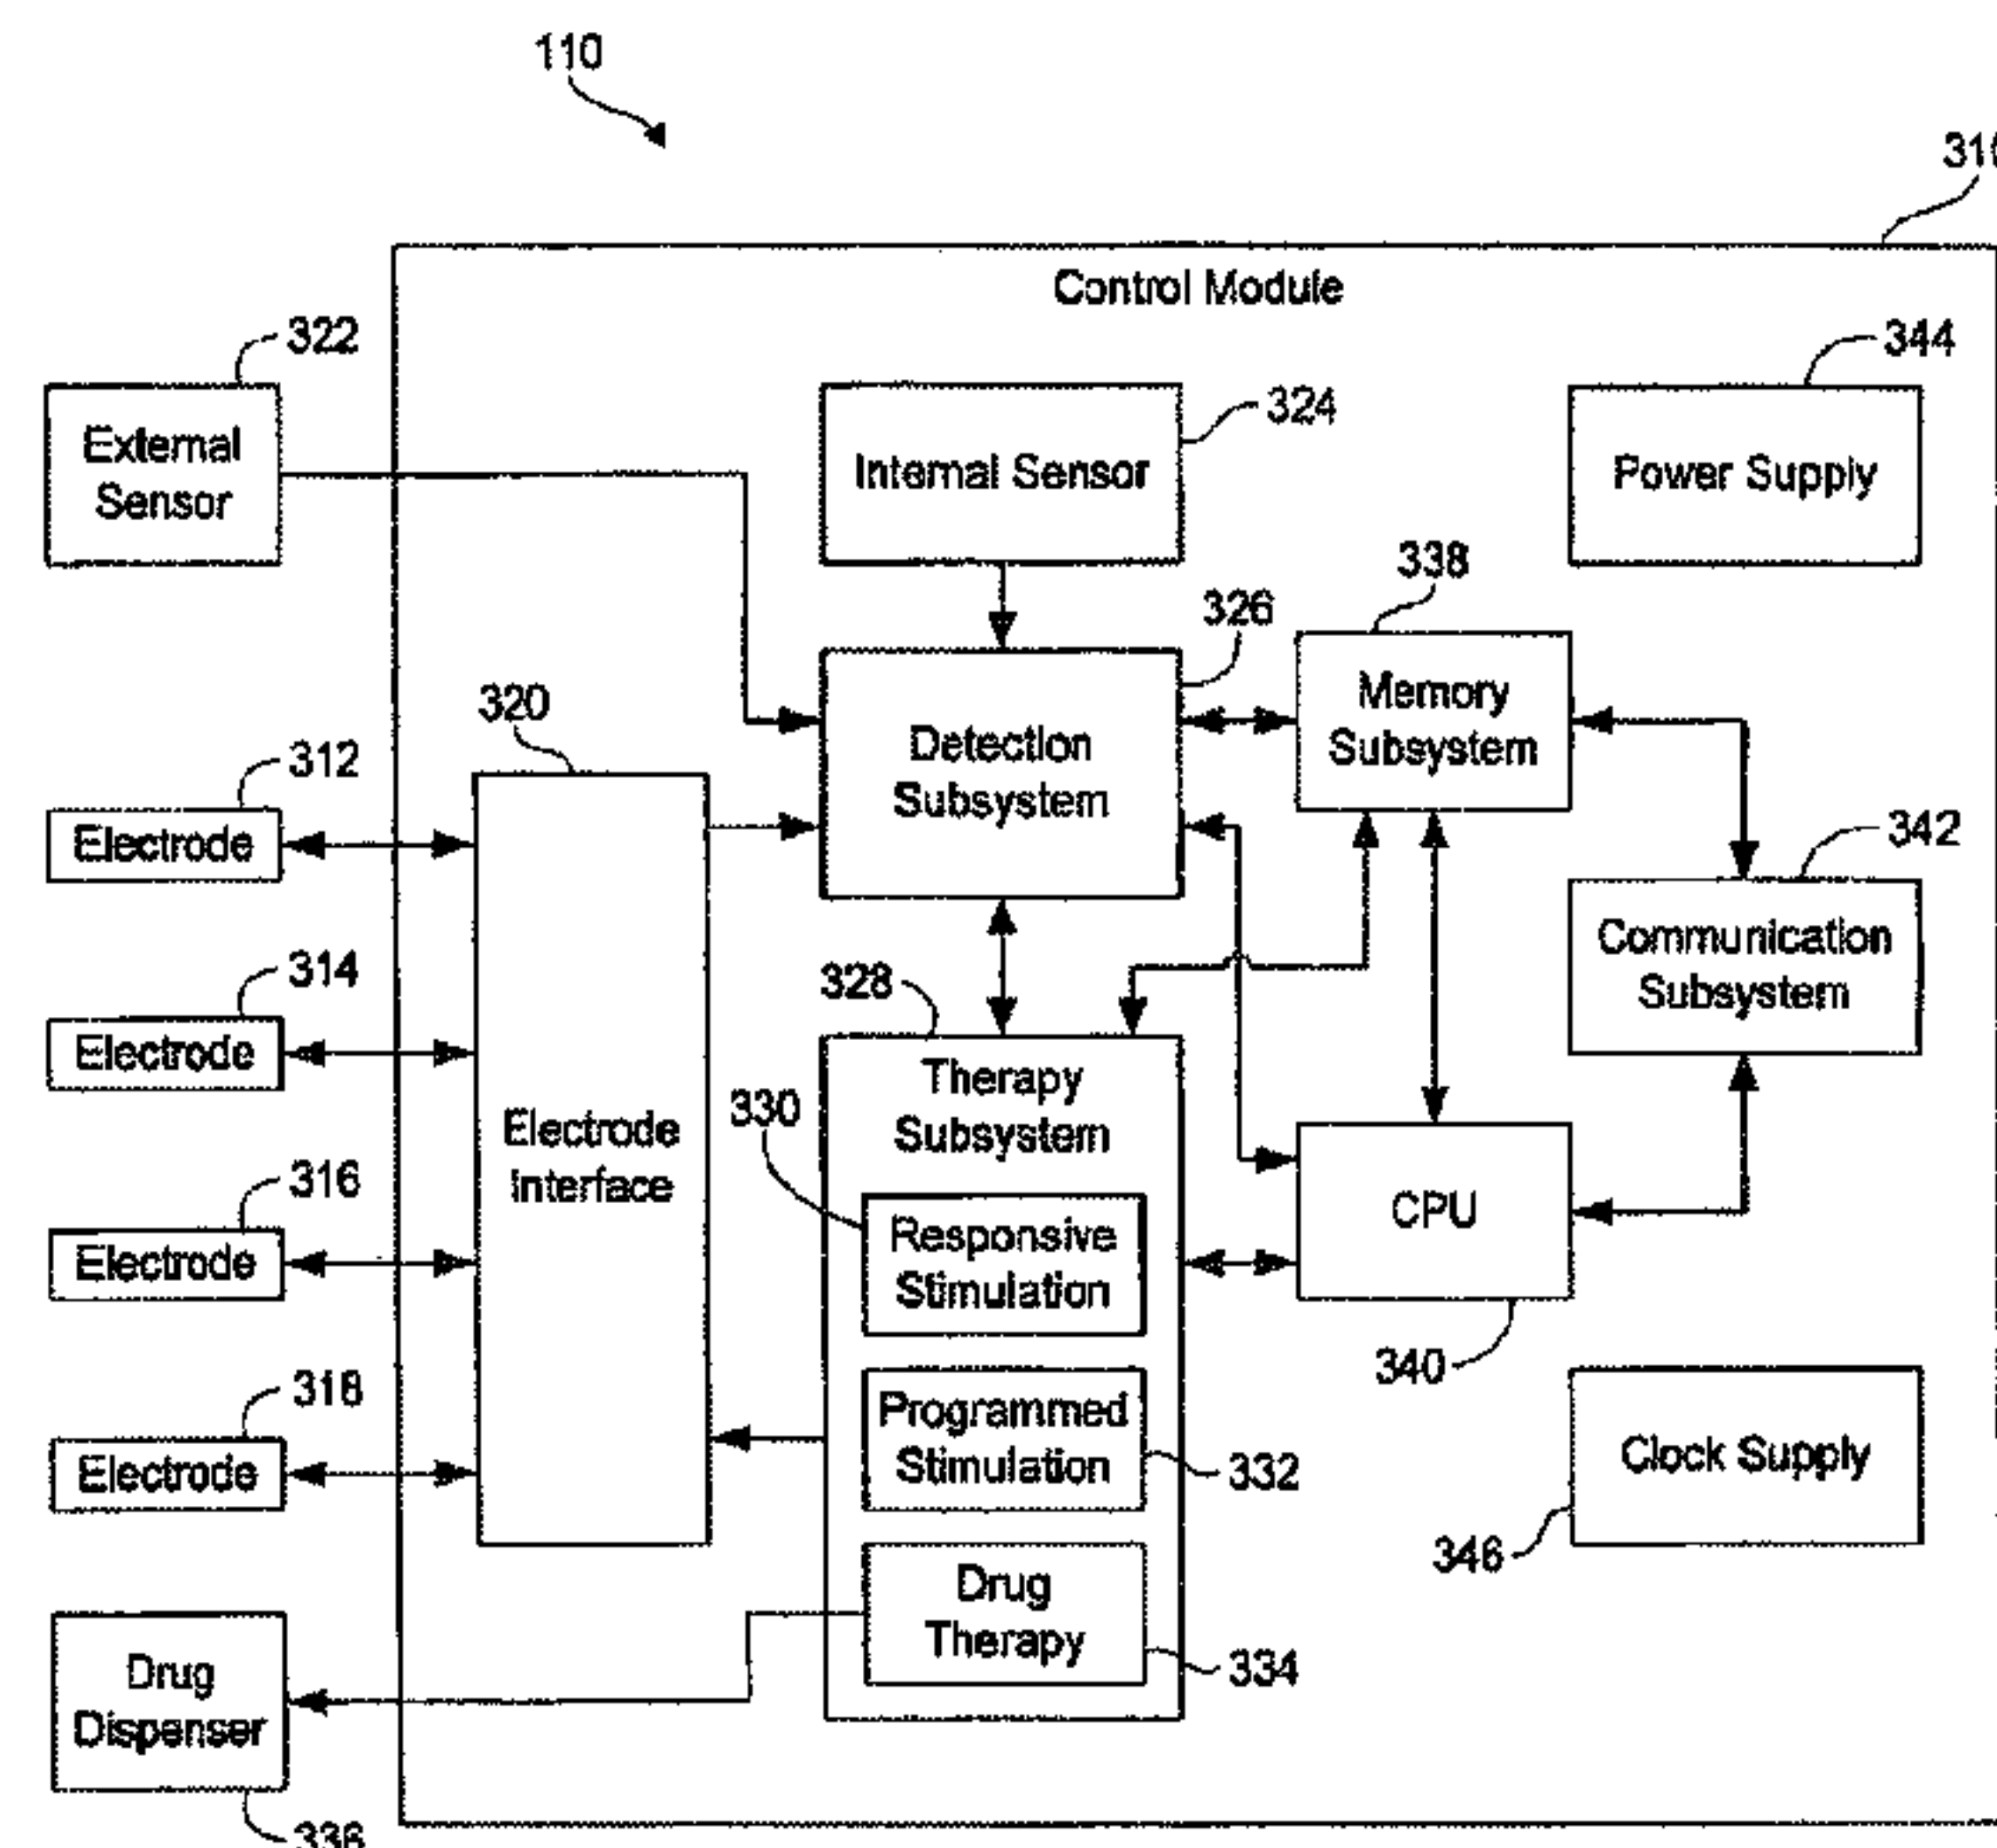 110
310
Control Module
322
External
Sensor
324
Internal Sensor
344
Power Supply
338
Memory
Subsystem
326
Detection
Subsystem
320
Electrode
Interface
312
Electrode
314
Electrode
316
Electrode
318
Electrode
342
Communication
Subsystem
328
Therapy
Subsystem
330
Responsive
Stimulation
Programmed
Stimulation
332
Drug
Therapy
334
CPU
340
Clock Supply
346
Drug
Dispenser
336